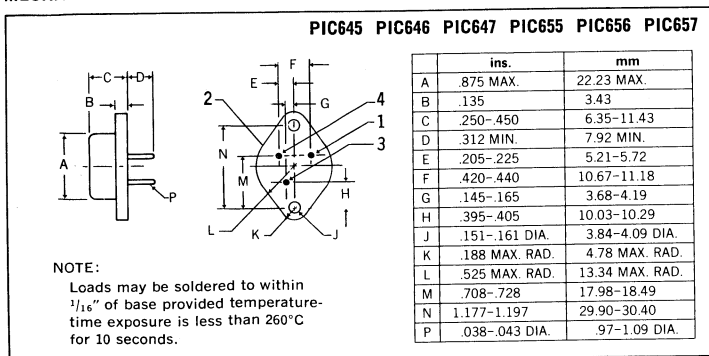 PIC645 PIC646 PIC647 PIC655 PIC656 PIC657
C D
B
A
P
F
E
G
2
4
1
3
N
M
H
L
K
J
ins. mm
A .875 MAX. 22.23 MAX.
B .135 3.43
C .250-.450 6.35-11.43
D .312 MIN. 7.92 MIN.
E .205-.225 5.21-5.72
F .420-.440 10.67-11.18
G .145-.165 3.68-4.19
H .395-.405 10.03-10.29
J .151-.161 DIA. 3.84-4.09 DIA.
K .188 MAX. RAD. 4.78 MAX. RAD.
L .525 MAX. RAD. 13.34 MAX. RAD.
M .708-.728 17.98-18.49
N 1.177-1.197 29.90-30.40
P .038-.043 DIA. .97-1.09 DIA.
NOTE:
Loads may be soldered to within
1/16" of base provided temperature-
time exposure is less than 260°C
for 10 seconds.